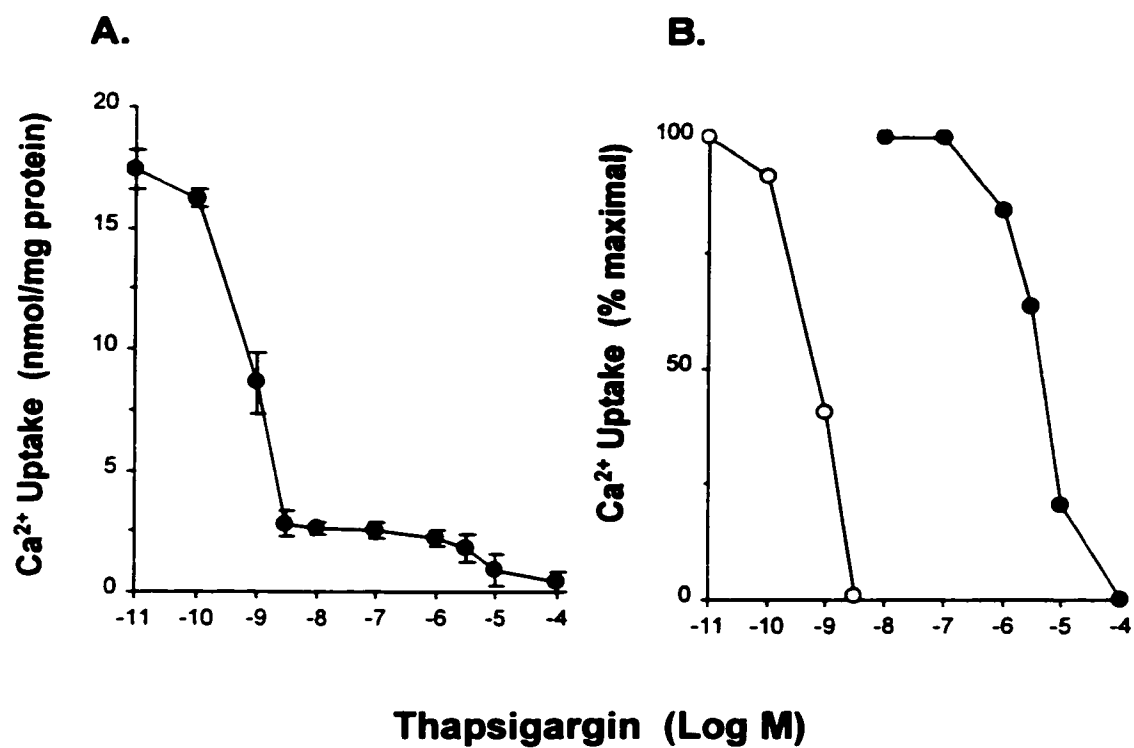 A.
B.
Ca²⁺ Uptake (nmol/mg protein)
20
15
10
5
0
-11 -10 -9 -8 -7 -6 -5 -4
Ca²⁺ Uptake (% maximal)
100
50
0
-11 -10 -9 -8 -7 -6 -5 -4
Thapsigargin (Log M)